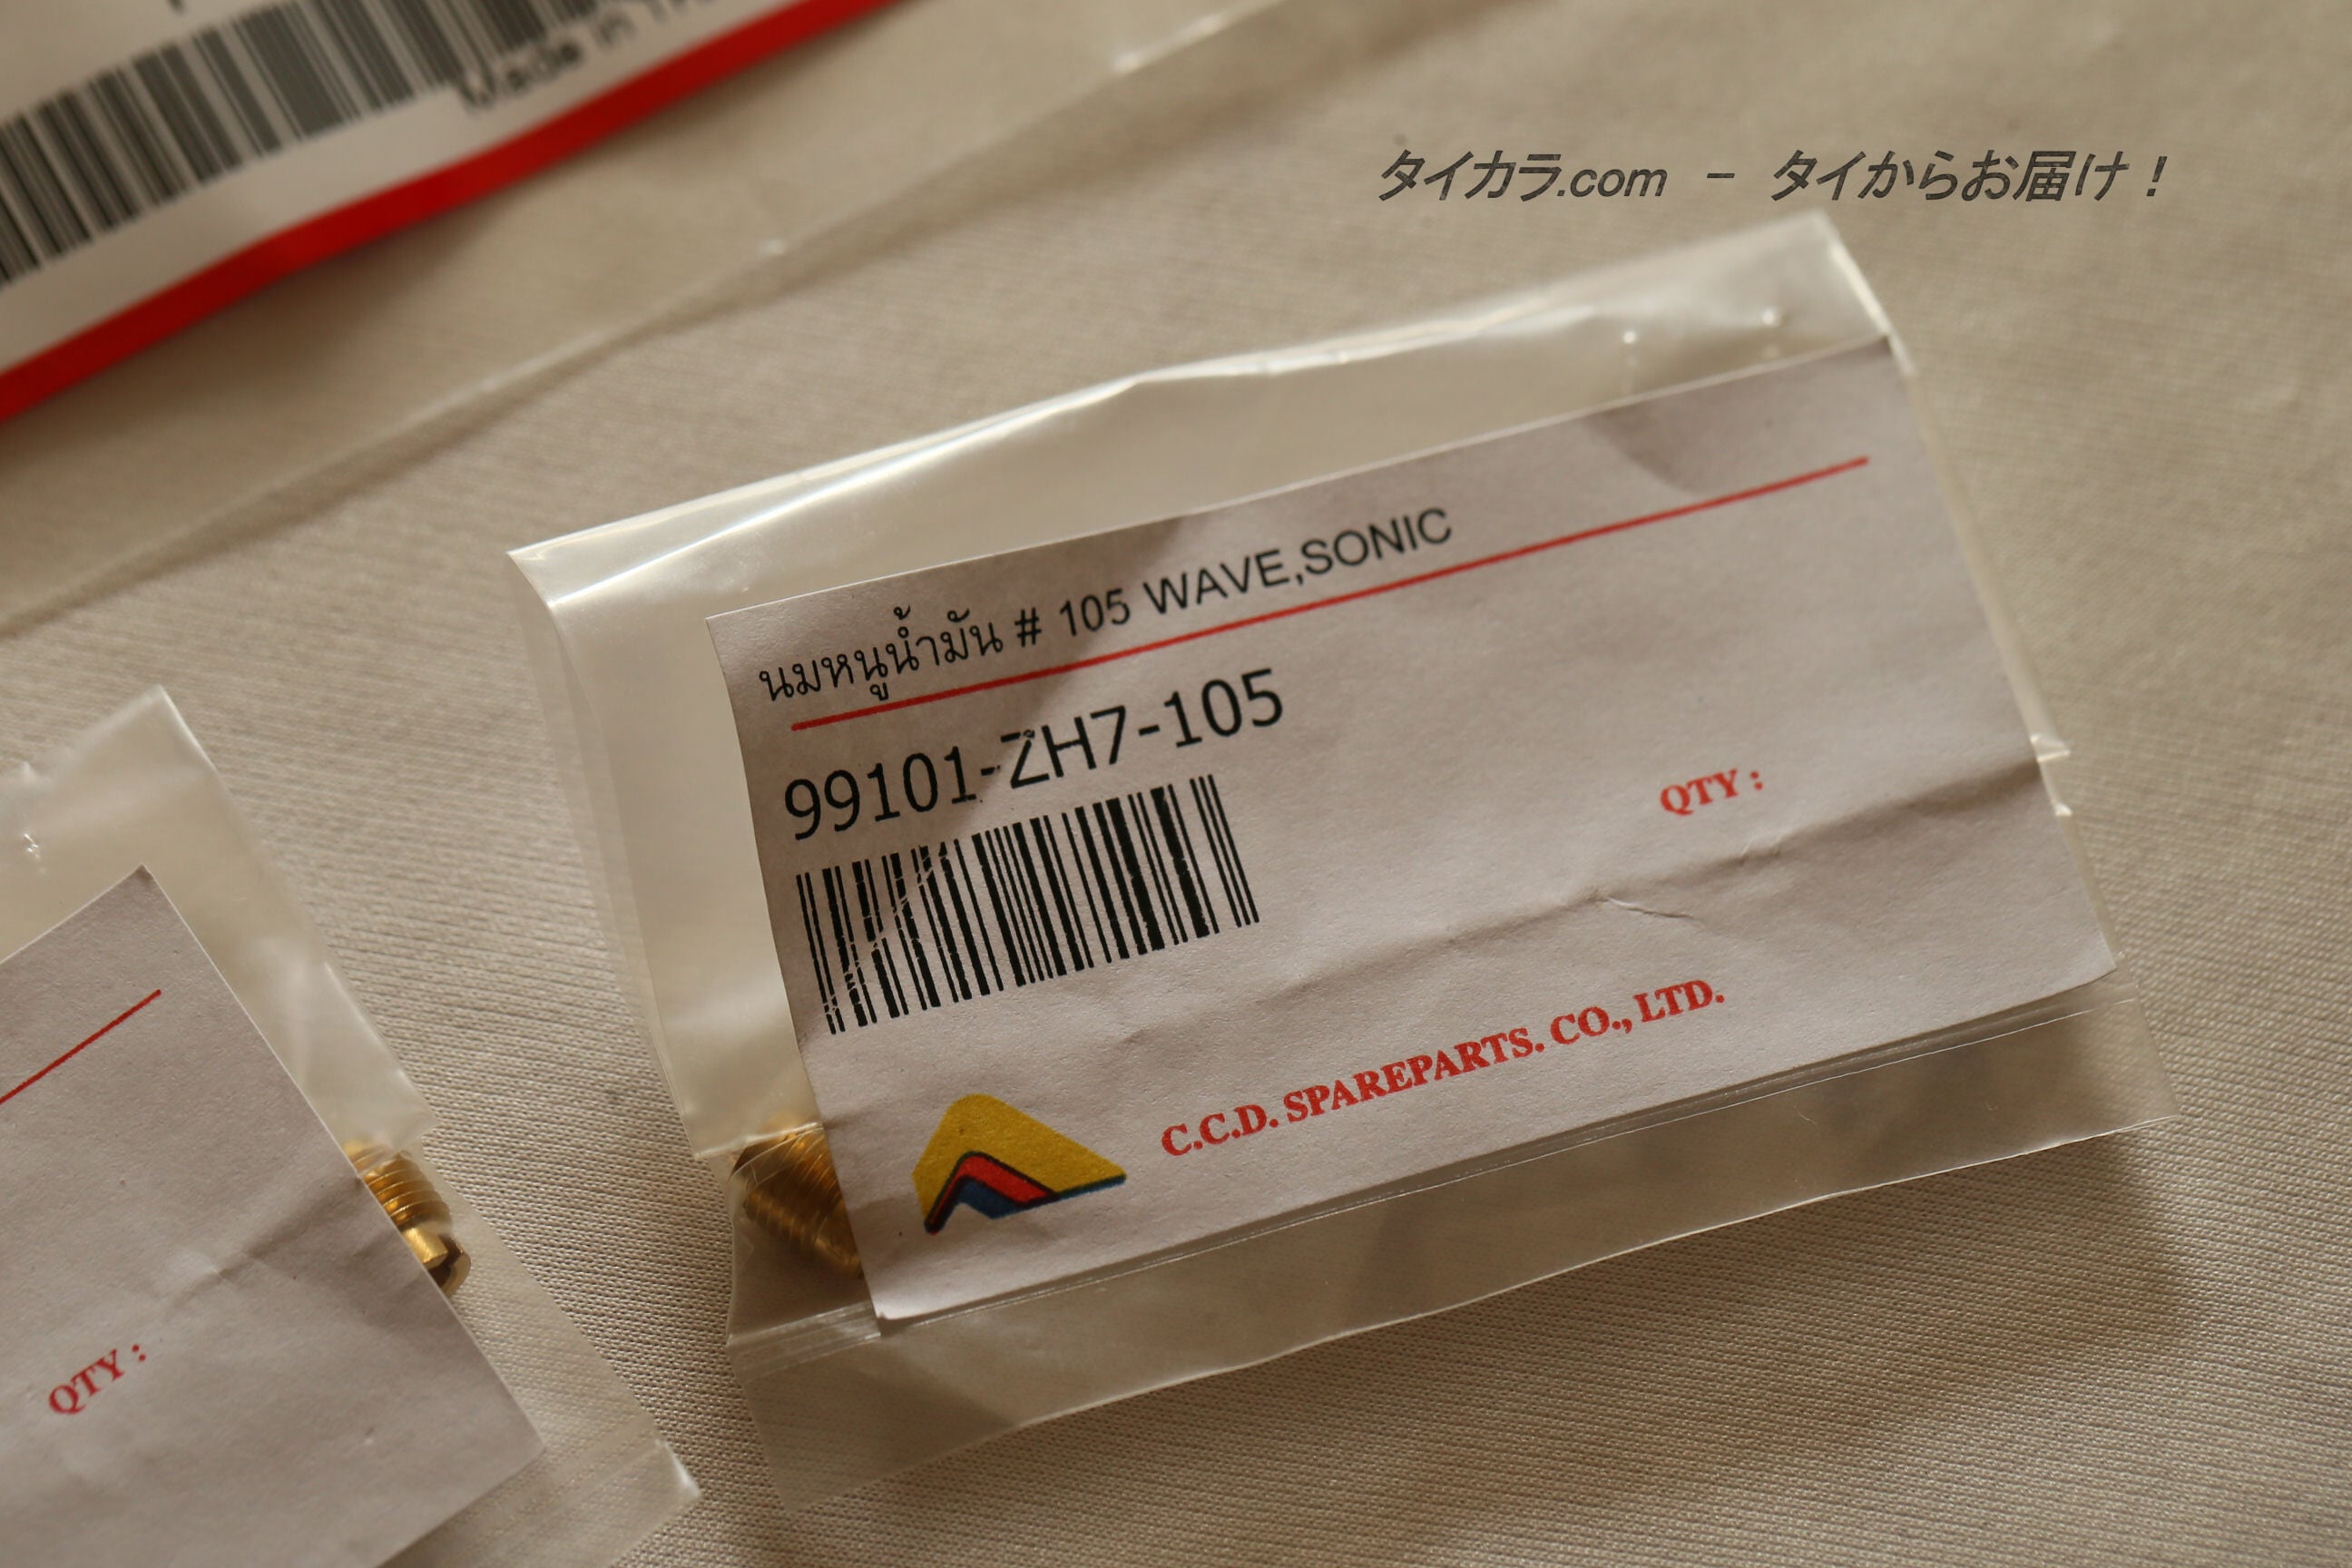 Made in
タイカラ.com － タイからお届け！
นมหนูน้ำมัน # 105 WAVE,SONIC
99101-ZH7-105
QTY :
C.C.D. SPAREPARTS. CO., LTD.
QTY :